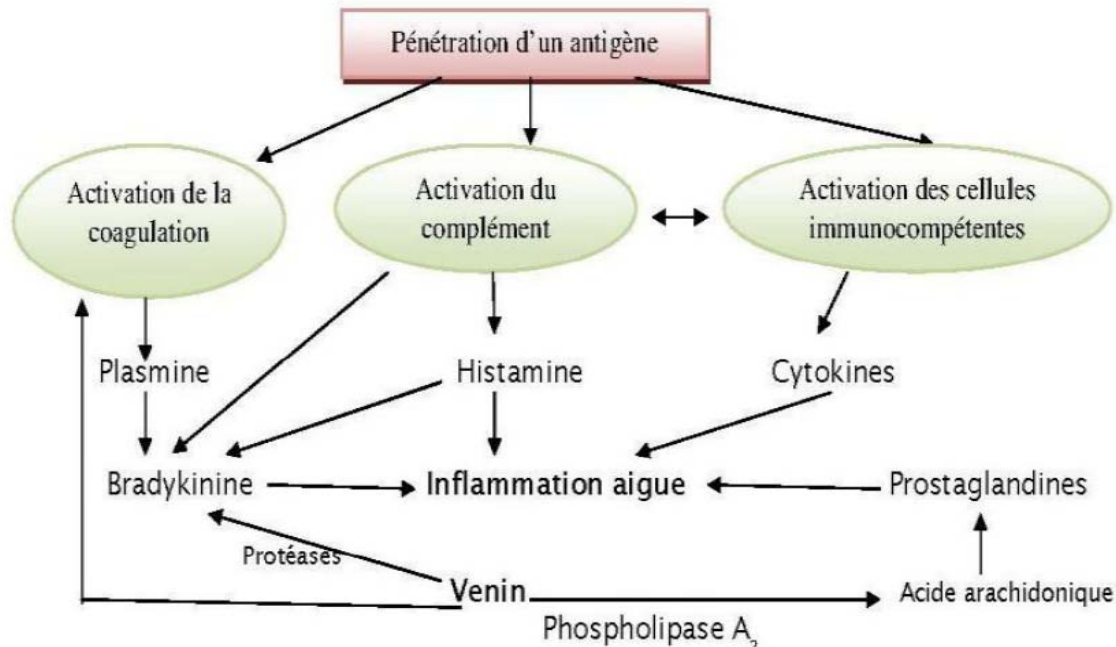 Pénétration d'un antigène
Activation de la
coagulation
Activation du
complément
Activation des cellules
immunocompétentes
Plasmine
Histamine
Cytokines
Bradykinine
Inflammation aigue
Prostaglandines
Protéases
Venin
Acide arachidonique
Phospholipase A₂